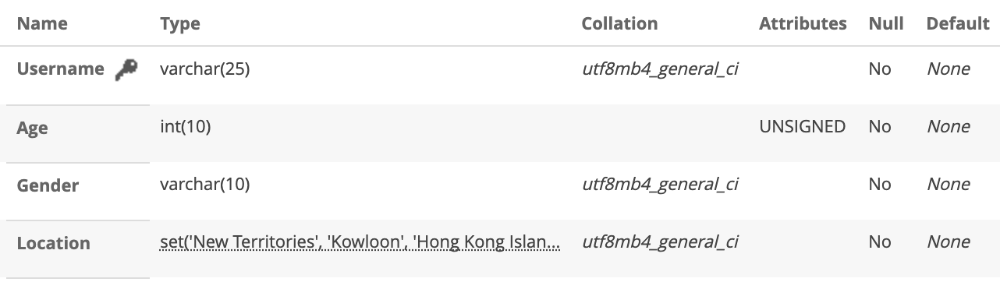 Name Type Collation Attributes Null Default
Username varchar(25) utf8mb4_general_ci No None
Age int(10) UNSIGNED No None
Gender varchar(10) utf8mb4_general_ci No None
Location set('New Territories', 'Kowloon', 'Hong Kong Islan... utf8mb4_general_ci No None